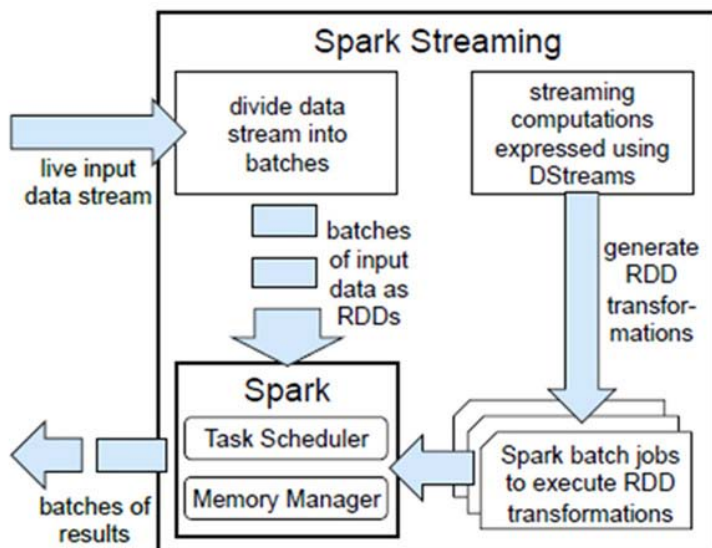 Spark Streaming
divide data
stream into
batches
streaming
computations
expressed using
DStreams
live input
data stream
batches
of input
data as
RDDs
generate
RDD
transfor-
mations
Spark
Task Scheduler
Memory Manager
Spark batch jobs
to execute RDD
transformations
batches of
results